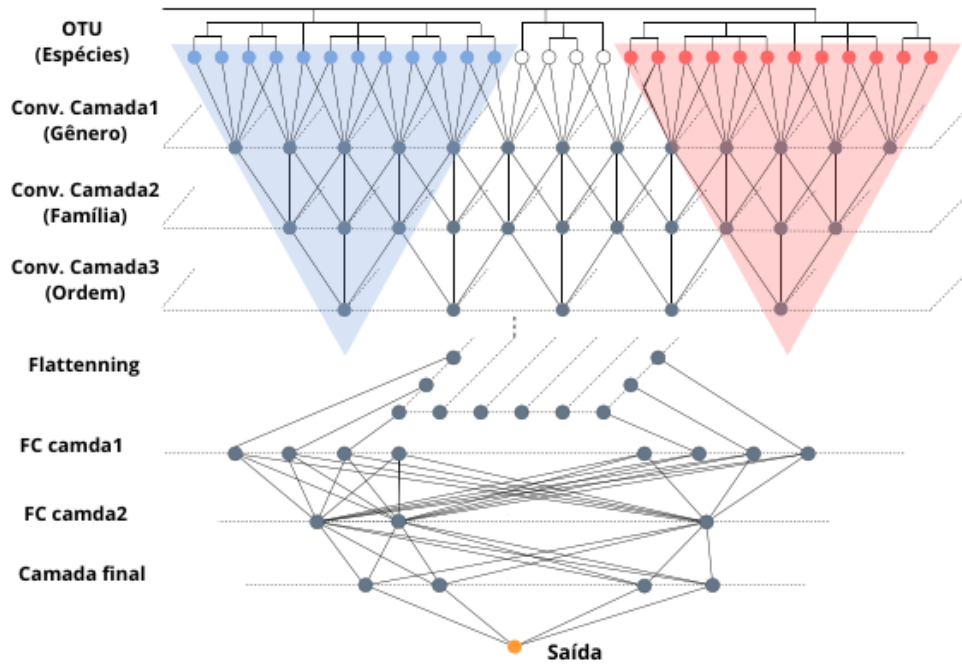 OTU
(Espécies)
Conv. Camada1
(Gênero)
Conv. Camada2
(Família)
Conv. Camada3
(Ordem)
Flattenning
FC camda1
FC camda2
Camada final
Saída